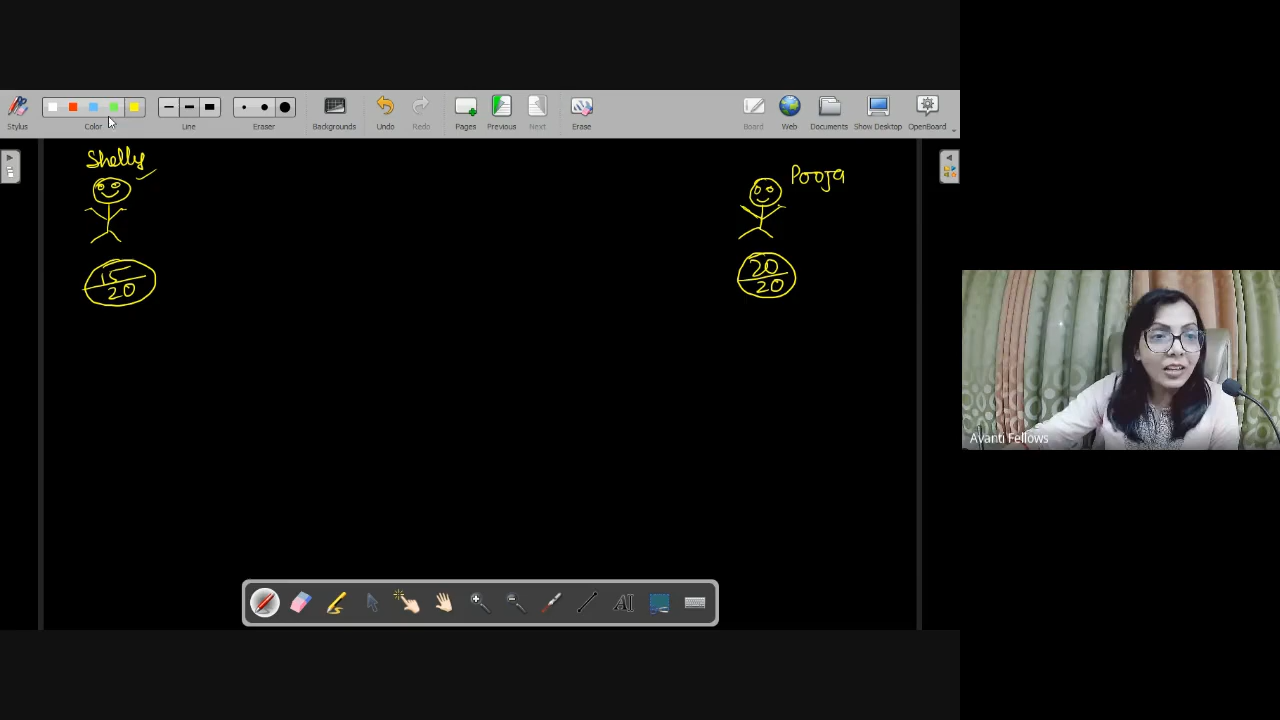 Stylus
Color
Line
Eraser
Backgrounds
Undo
Redo
Pages
Previous
Next
Erase
Board
Web
Documents
Show Desktop
OpenBoard
Shelly
Pooja
15
20
20
20
AI
Avanti Fellows